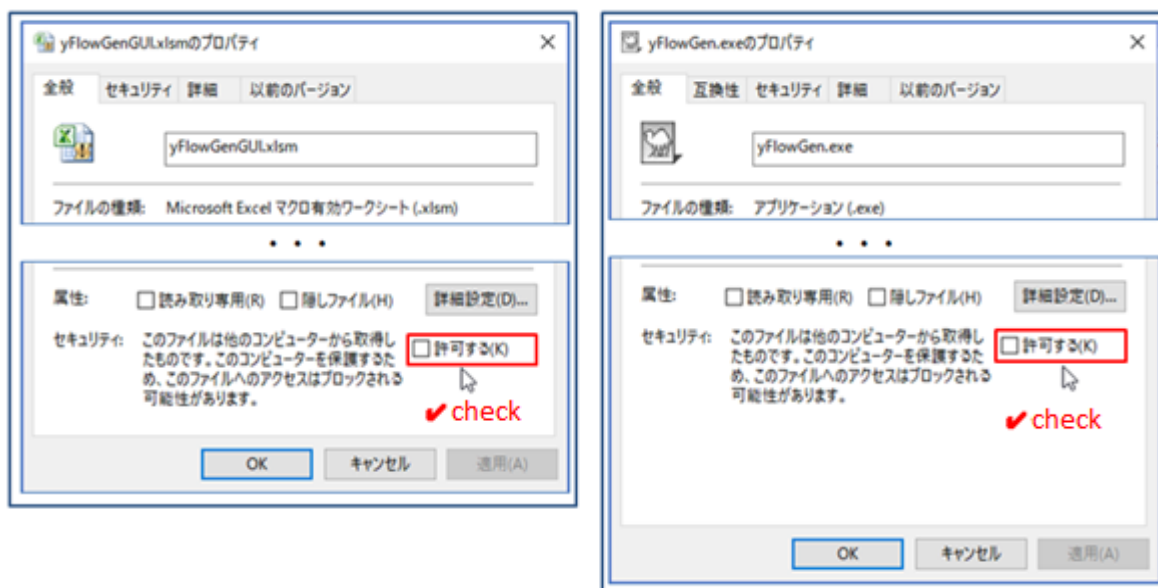 yFlowGenGUI.xlsmのプロパティ
全般 セキュリティ 詳細 以前のバージョン
yFlowGenGUI.xlsm
ファイルの種類: Microsoft Excel マクロ有効ワークシート (.xlsm)
・・・
属性: 読み取り専用(R) 隠しファイル(H) 詳細設定(D)...
セキュリティ: このファイルは他のコンピューターから取得し
たものです。このコンピューターを保護するた
め、このファイルへのアクセスはブロックされる
可能性があります。
許可する(K)
✔check
OK キャンセル 適用(A)
yFlowGen.exeのプロパティ
全般 互換性 セキュリティ 詳細 以前のバージョン
yFlowGen.exe
ファイルの種類: アプリケーション (.exe)
・・・
属性: 読み取り専用(R) 隠しファイル(H) 詳細設定(D)...
セキュリティ: このファイルは他のコンピューターから取得し
たものです。このコンピューターを保護するた
め、このファイルへのアクセスはブロックされる
可能性があります。
許可する(K)
✔check
OK キャンセル 適用(A)